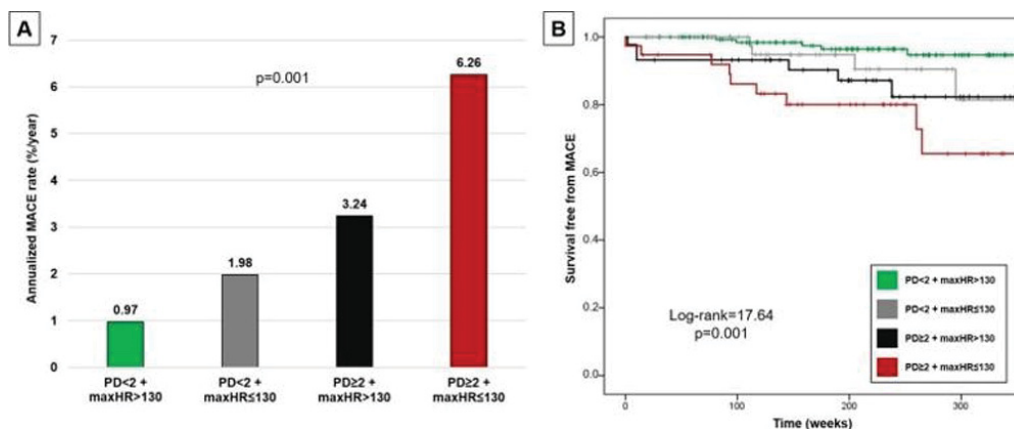 A
Annualized MACE rate (%/year)
7
6
5
4
3
2
1
0
p=0.001
0.97
1.98
3.24
6.26
PD<2 +
maxHR>130
PD<2 +
maxHR≤130
PD≥2 +
maxHR>130
PD≥2 +
maxHR≤130
B
Survival free from MACE
1.0
0.8
0.6
0.4
0.2
0.0
PD<2 + maxHR>130
PD<2 + maxHR≤130
PD≥2 + maxHR>130
PD≥2 + maxHR≤130
Log-rank=17.64
p=0.001
0
100
200
300
Time (weeks)